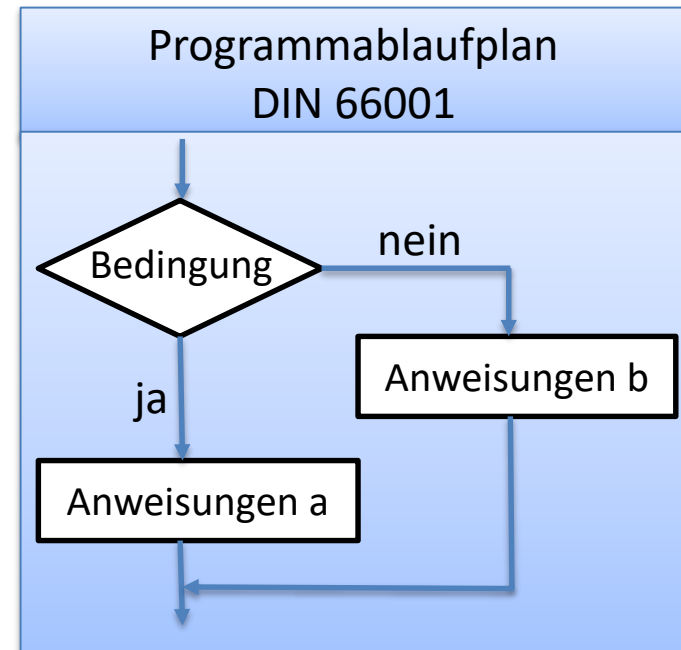 Programmablaufplan
DIN 66001
Bedingung
nein
Anweisungen b
ja
Anweisungen a